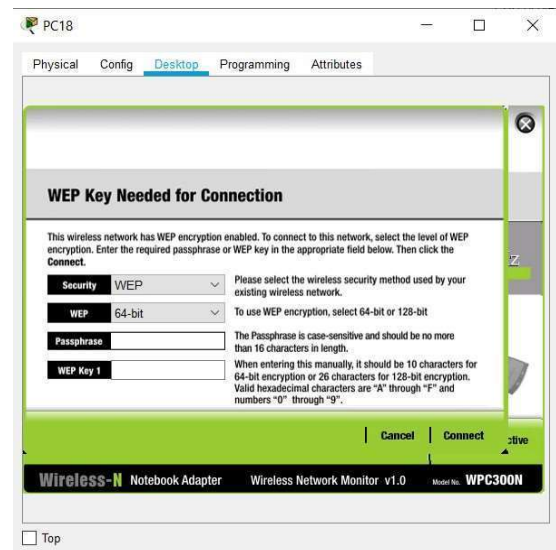 PC18
Physical Config Desktop Programming Attributes
WEP Key Needed for Connection
This wireless network has WEP encryption enabled. To connect to this network, select the level of WEP
encryption. Enter the required passphrase or WEP key in the appropriate field below. Then click the
Connect.
Security WEP Please select the wireless security method used by your
existing wireless network.
WEP 64-bit To use WEP encryption, select 64-bit or 128-bit
Passphrase The Passphrase is case-sensitive and should be no more
than 16 characters in length.
WEP Key 1 When entering this manually, it should be 10 characters for
64-bit encryption or 26 characters for 128-bit encryption.
Valid hexadecimal characters are "A" through "F" and
numbers "0" through "9".
Cancel Connect
Wireless-N Notebook Adapter Wireless Network Monitor v1.0 Model No. WPC300N
Top